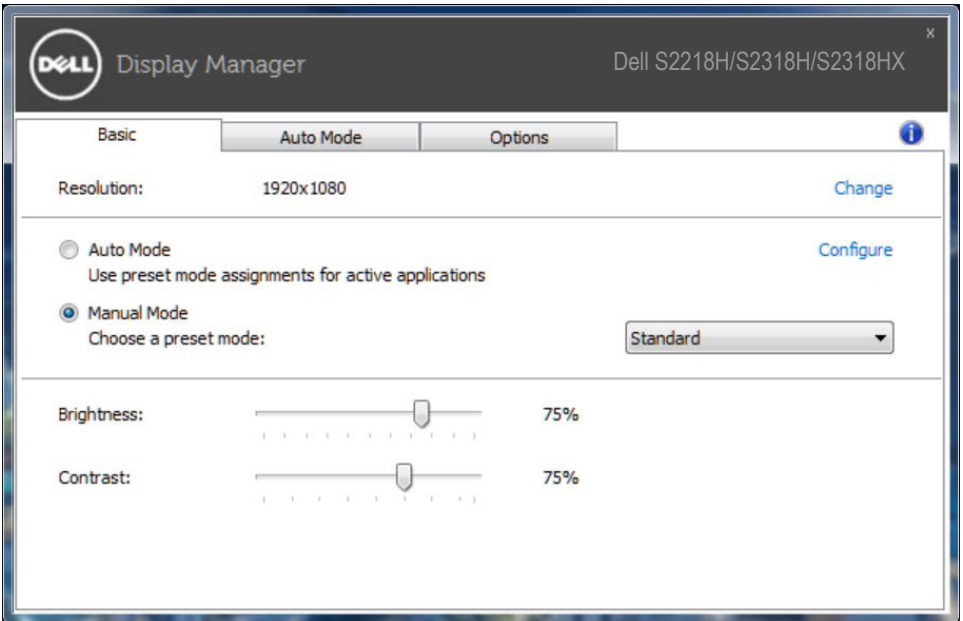 x
DELL Display Manager Dell S2218H/S2318H/S2318HX
Basic Auto Mode Options i
Resolution: 1920x1080 Change
Auto Mode Configure
Use preset mode assignments for active applications
Manual Mode
Choose a preset mode: Standard
Brightness: 75%
Contrast: 75%